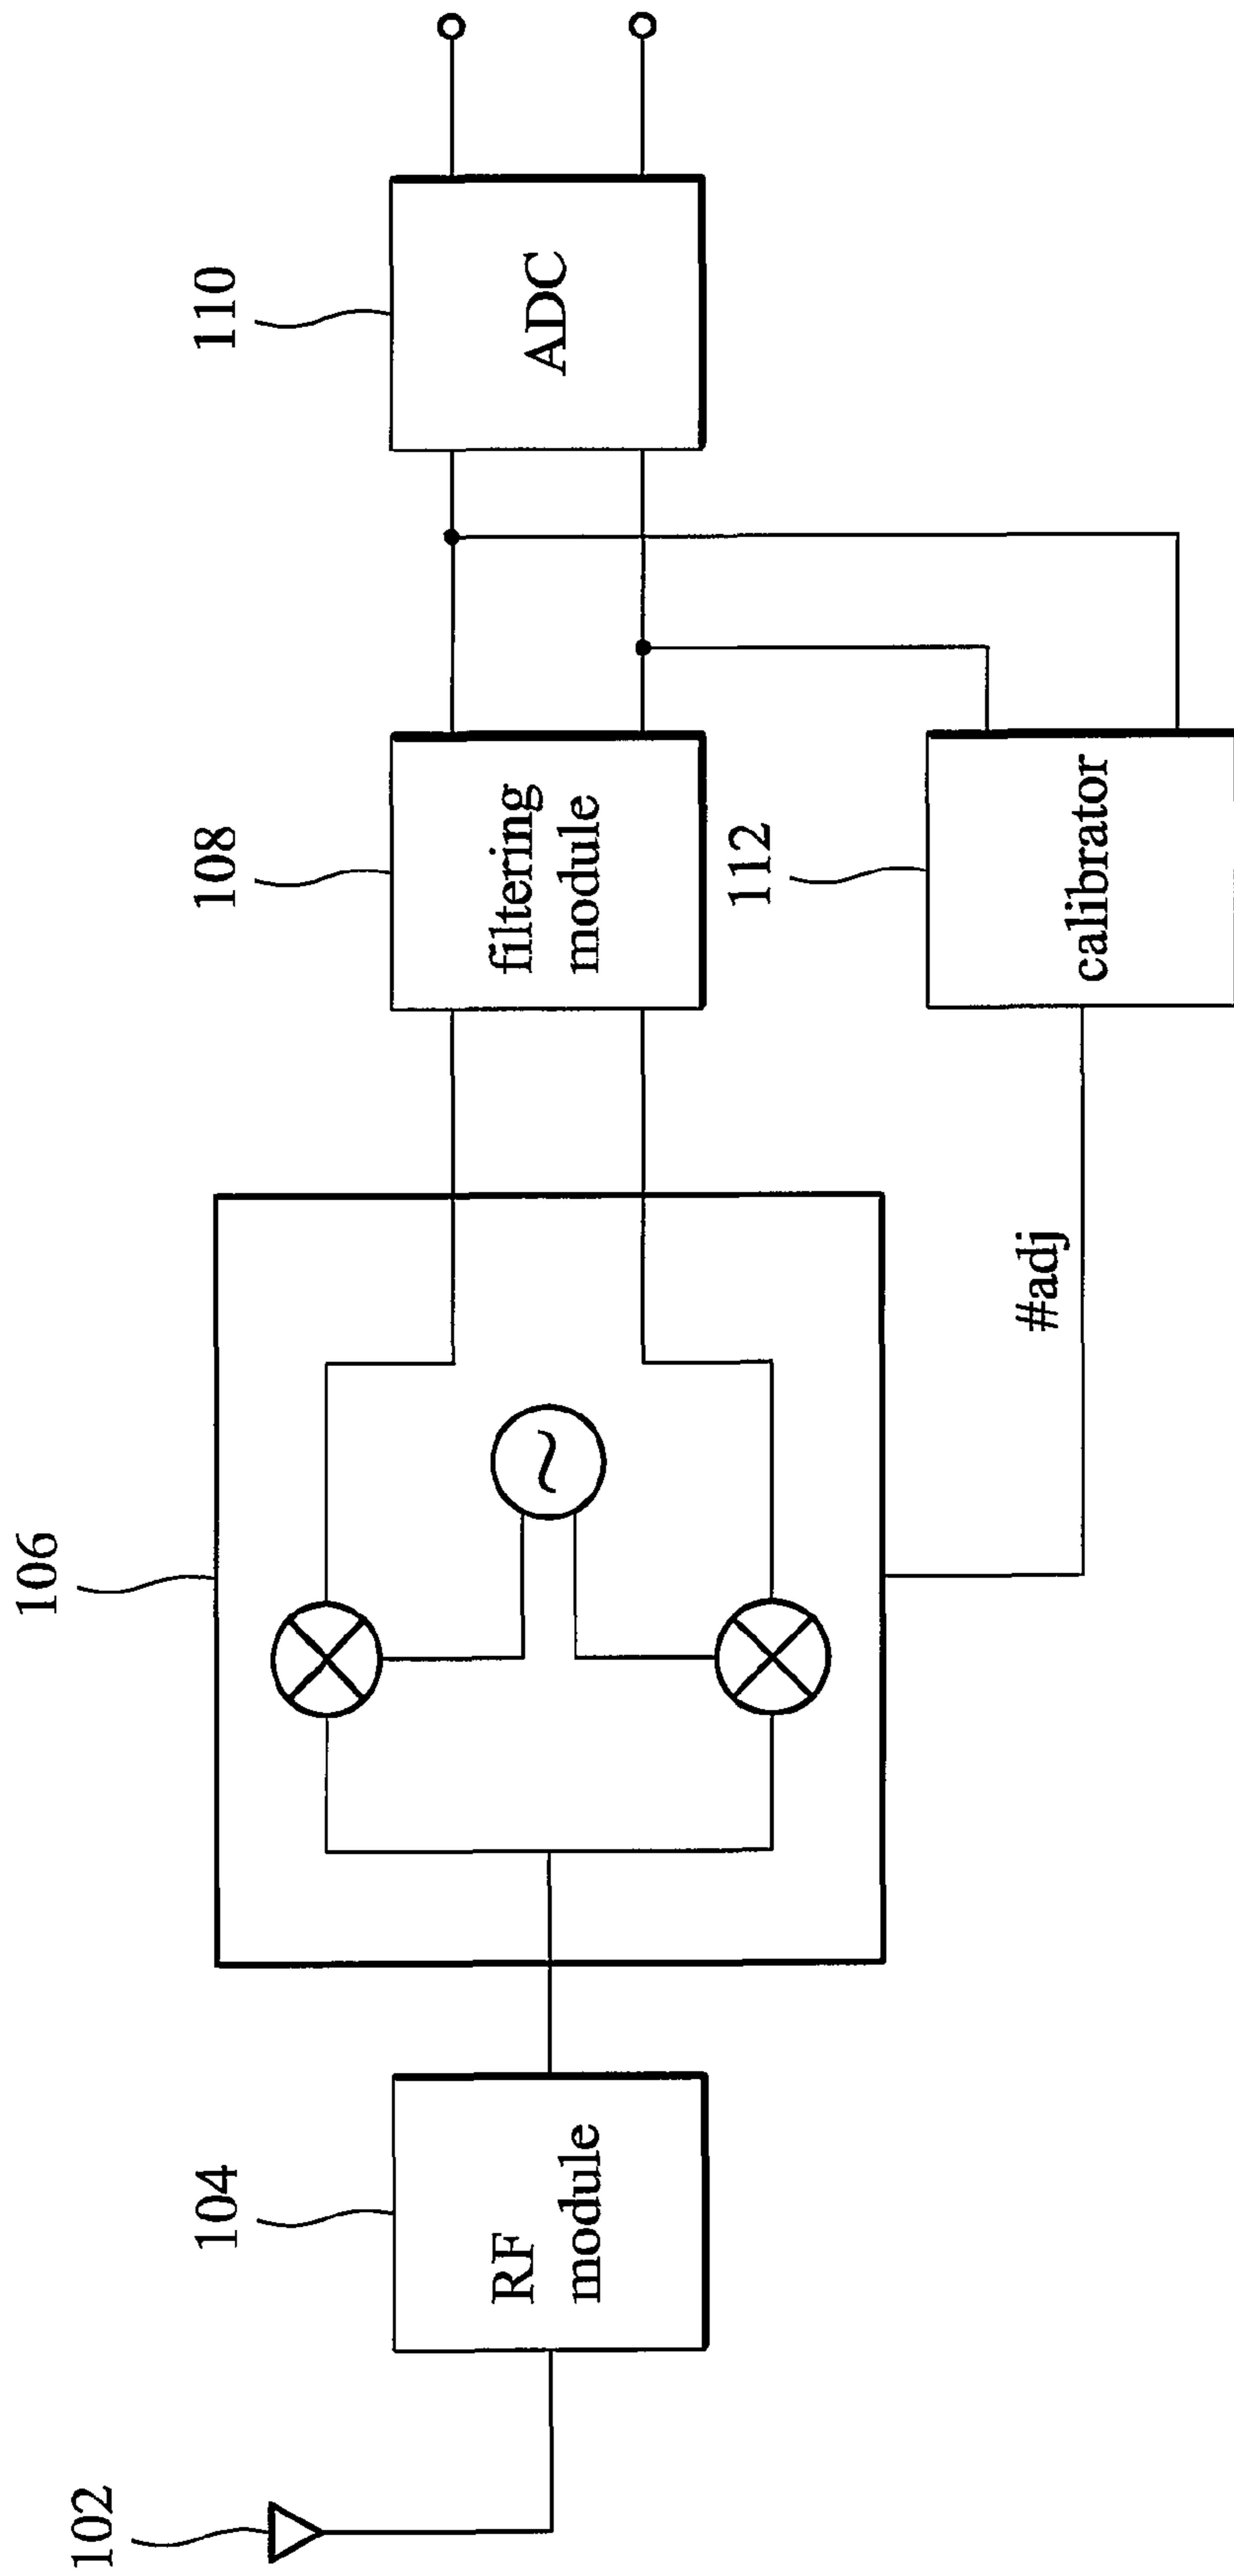 102
104
RF
module
106
#adj
108
filtering
module
112
calibrator
110
ADC